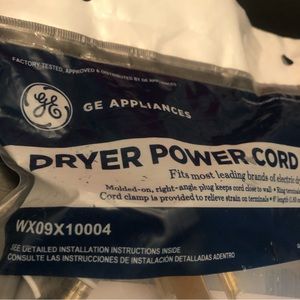 FACTORY TESTED, APPROVED & DISTRIBUTED BY GE APPLIANCES
GE APPLIANCES
DRYER POWER CORD
Fits most leading brands of electric
Molded-on, right-angle plug keeps cord close to wall • Ring
Cord clamp is provided to relieve strain on terminals •
WX09X10004
SEE DETAILED INSTALLATION INSTRUCTIONS INSIDE
CONSULTE LAS INSTRUCCIONES DE INSTALACIÓN DETALLADAS ADENTRO